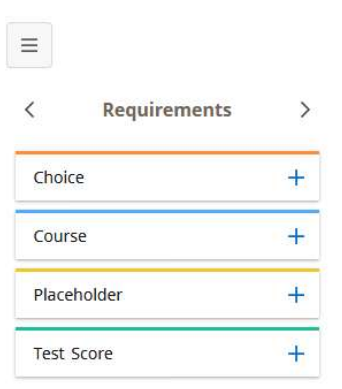 Requirements
Choice
Course
Placeholder
Test Score